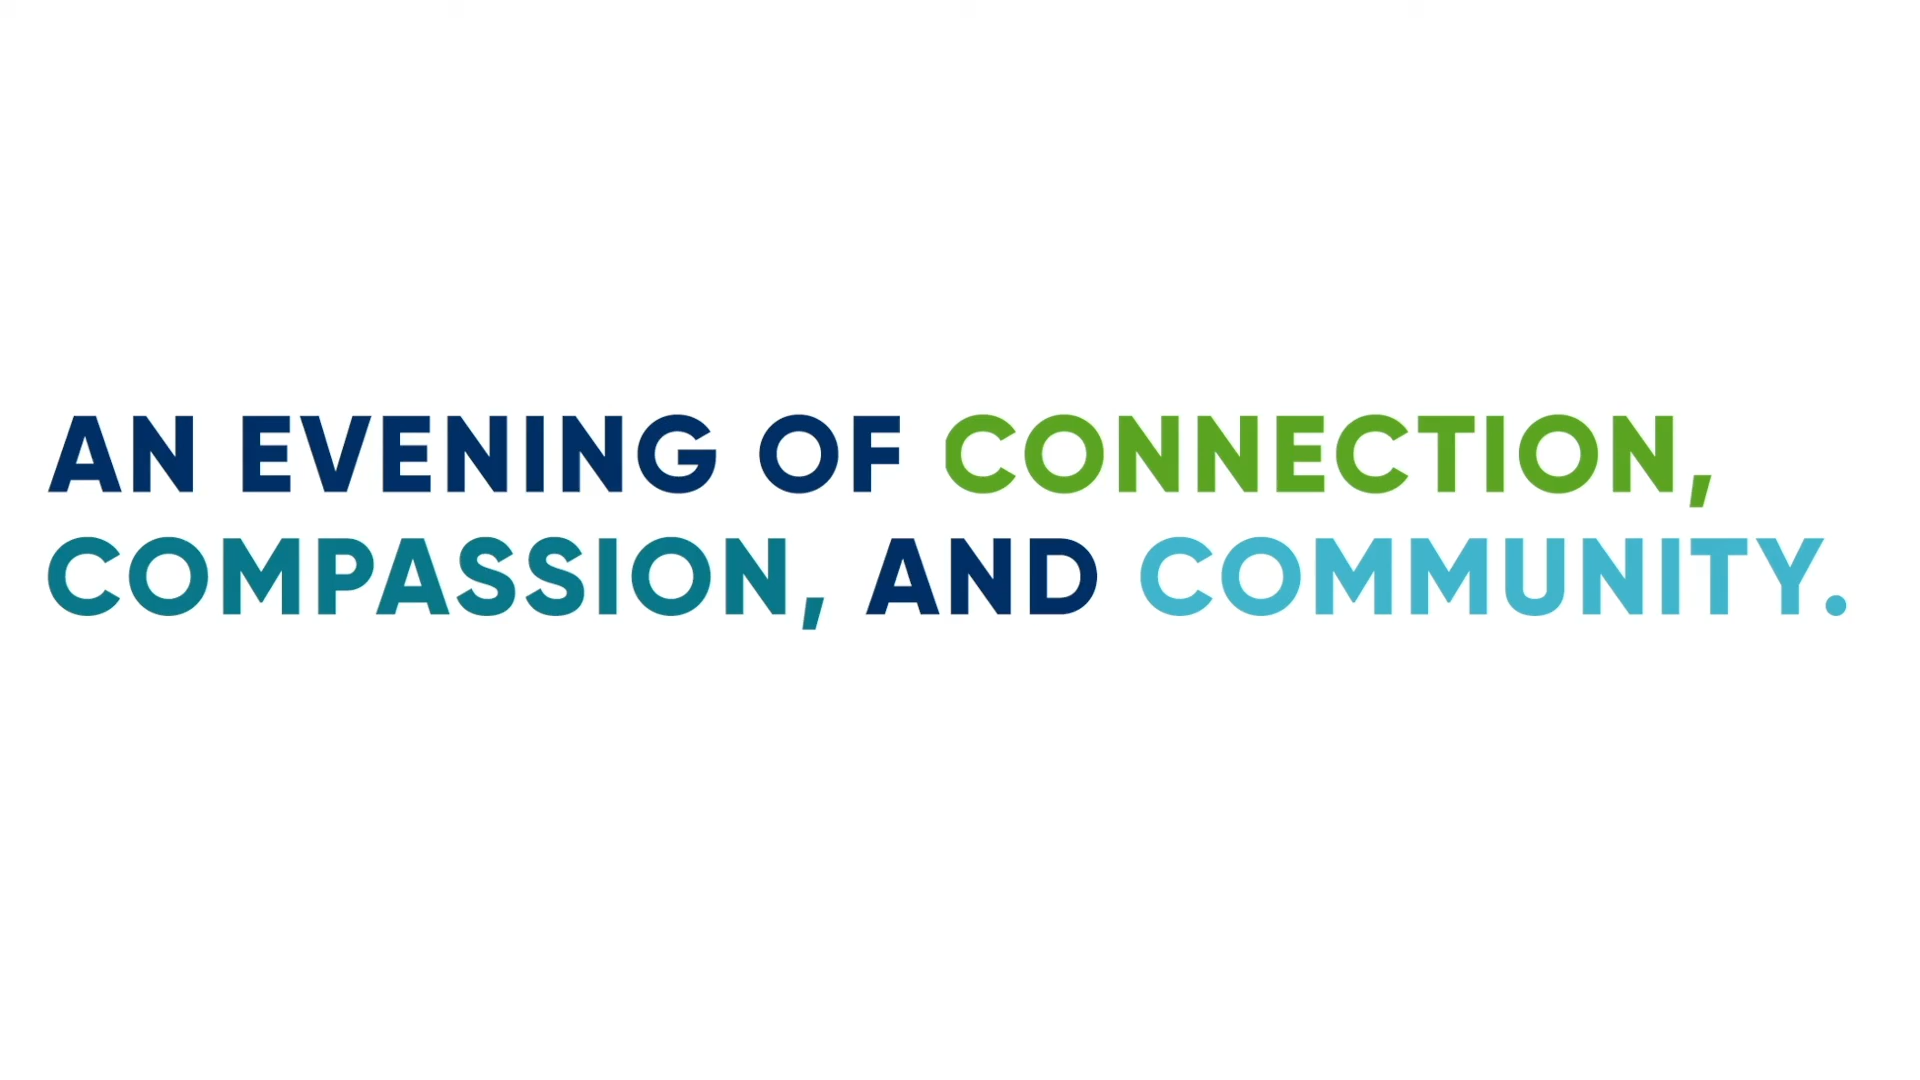 AN EVENING OF CONNECTION,
COMPASSION, AND COMMUNITY.